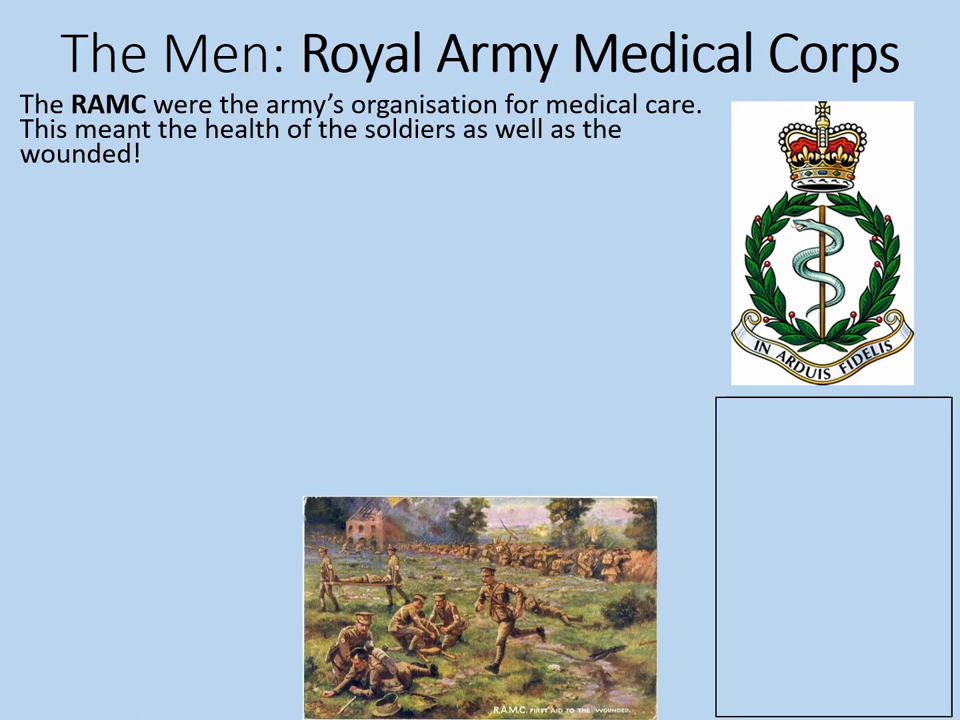 The Men: Royal Army Medical Corps
The RAMC were the army’s organisation for medical care.
This meant the health of the soldiers as well as the
wounded!
IN ARDUIS FIDELIS
R.A.M.C. FIRST AID TO THE WOUNDED.